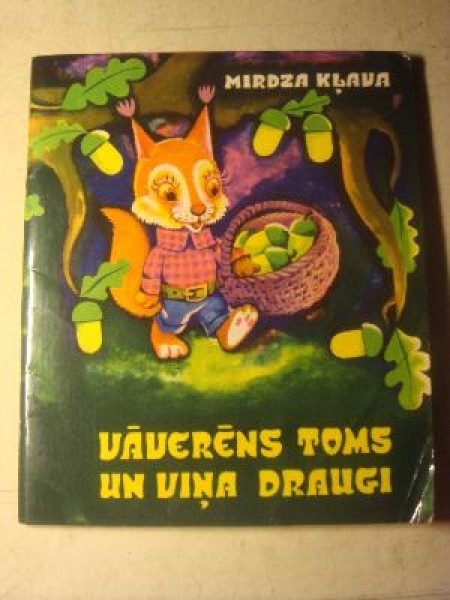 MIRDZA KĻAVA
VĀVERĒNS TOMS
UN VIŅA DRAUGI